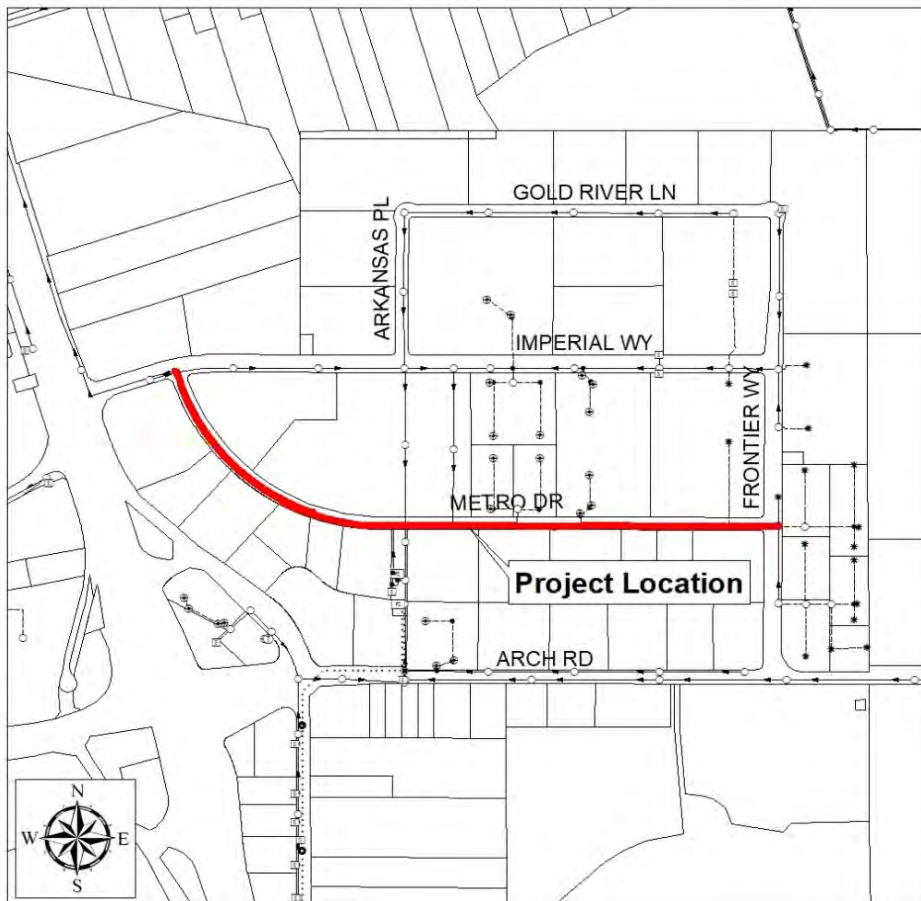 GOLD RIVER LN
ARKANSAS PL
IMPERIAL WY
FRONTIER WY
METRO DR
Project Location
ARCH RD
N
W E
S